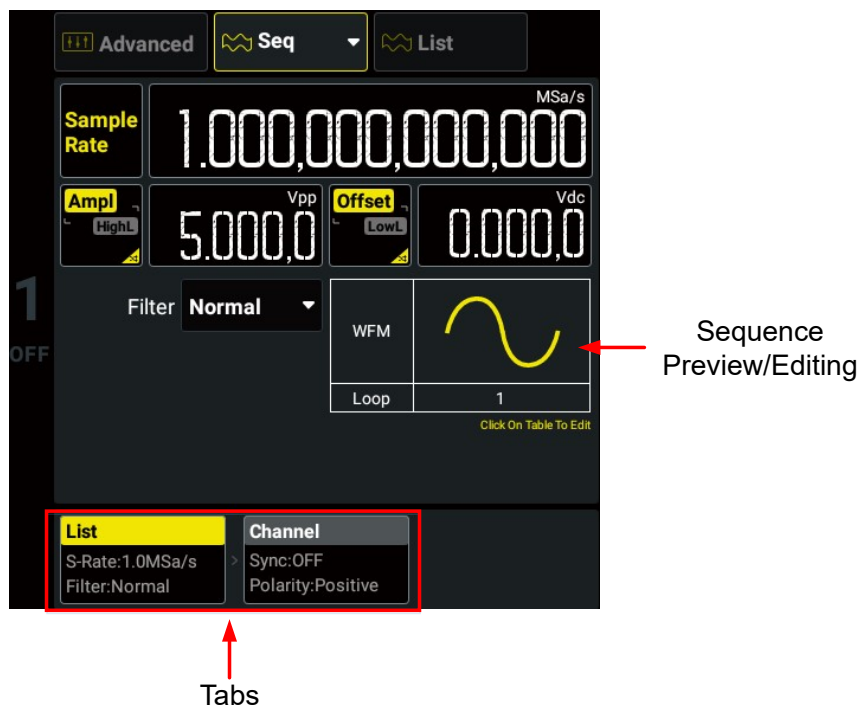 Advanced
Seq
List
Sample
Rate
MSa/s
1.000,000,000,000
Ampl
HighL
Vpp
5.000,0
Offset
LowL
Vdc
0.000,0
1
OFF
Filter
Normal
WFM
Loop
1
Click On Table To Edit
Sequence
Preview/Editing
List
S-Rate:1.0MSa/s
Filter:Normal
>
Channel
Sync:OFF
Polarity:Positive
Tabs